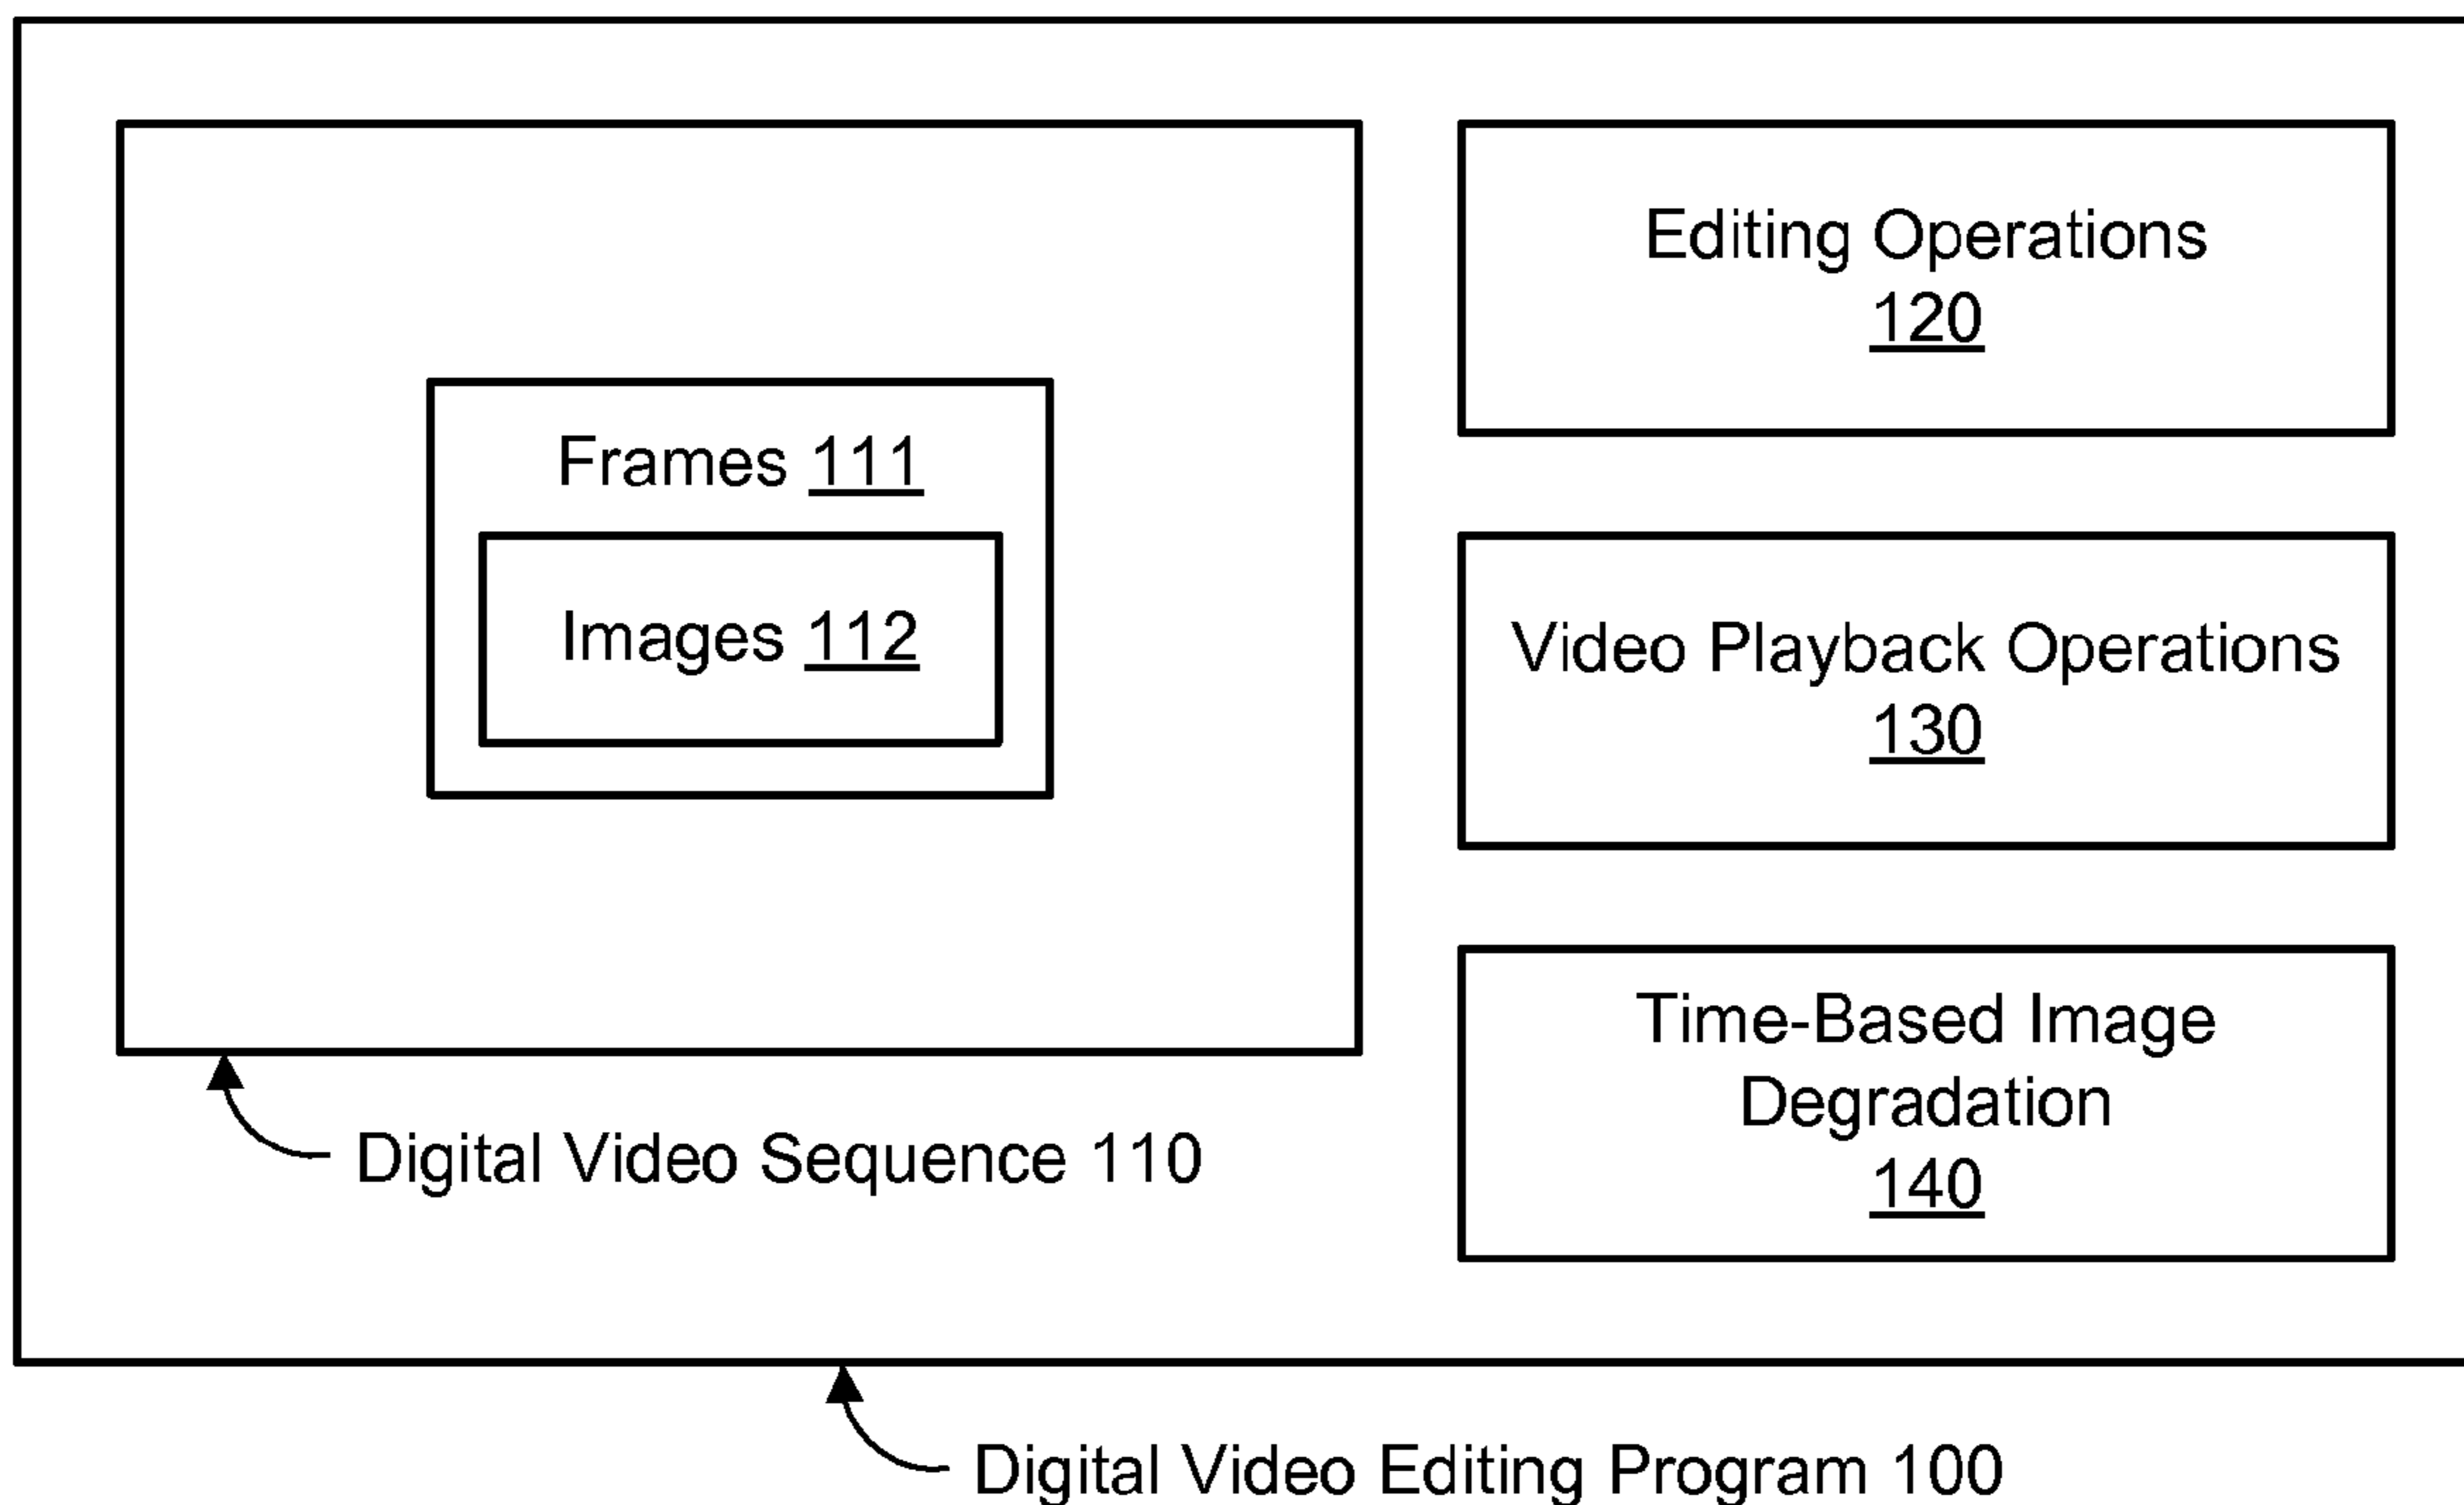 Editing Operations
120
Frames 111
Images 112
Video Playback Operations
130
Time-Based Image
Degradation
140
Digital Video Sequence 110
Digital Video Editing Program 100